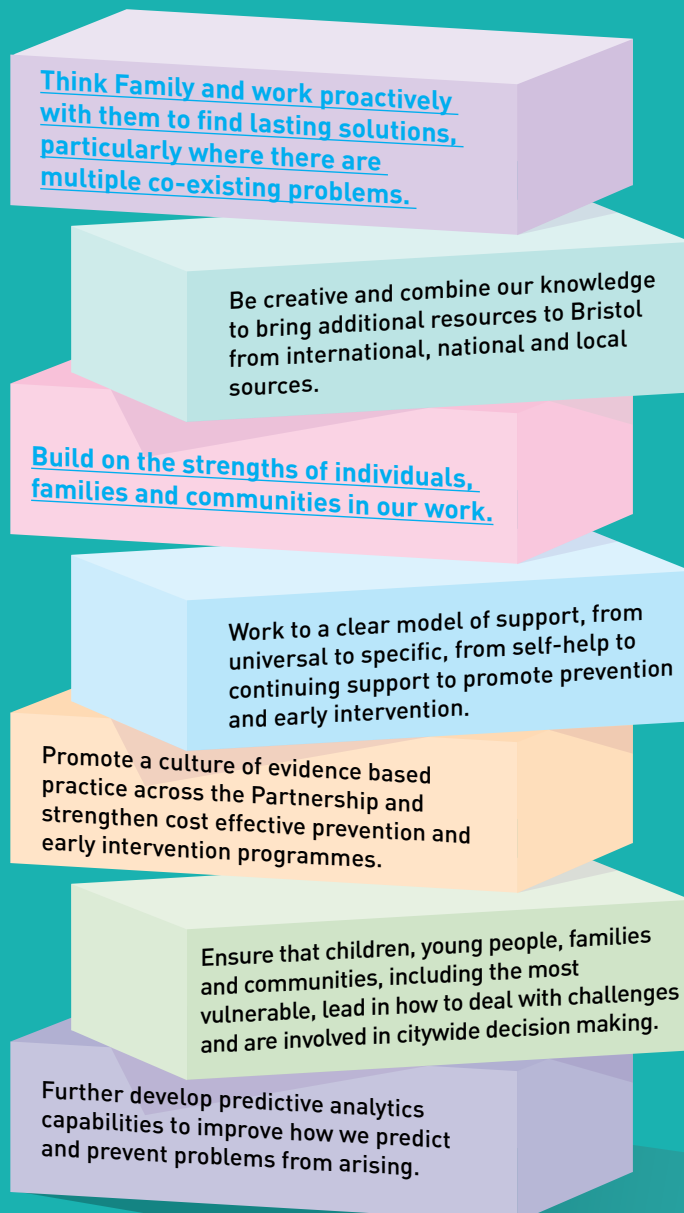 Think Family and work proactively
with them to find lasting solutions,
particularly where there are
multiple co-existing problems.
Be creative and combine our knowledge
to bring additional resources to Bristol
from international, national and local
sources.
Build on the strengths of individuals,
families and communities in our work.
Work to a clear model of support, from
universal to specific, from self-help to
continuing support to promote prevention
and early intervention.
Promote a culture of evidence based
practice across the Partnership and
strengthen cost effective prevention and
early intervention programmes.
Ensure that children, young people, families
and communities, including the most
vulnerable, lead in how to deal with challenges
and are involved in citywide decision making.
Further develop predictive analytics
capabilities to improve how we predict
and prevent problems from arising.